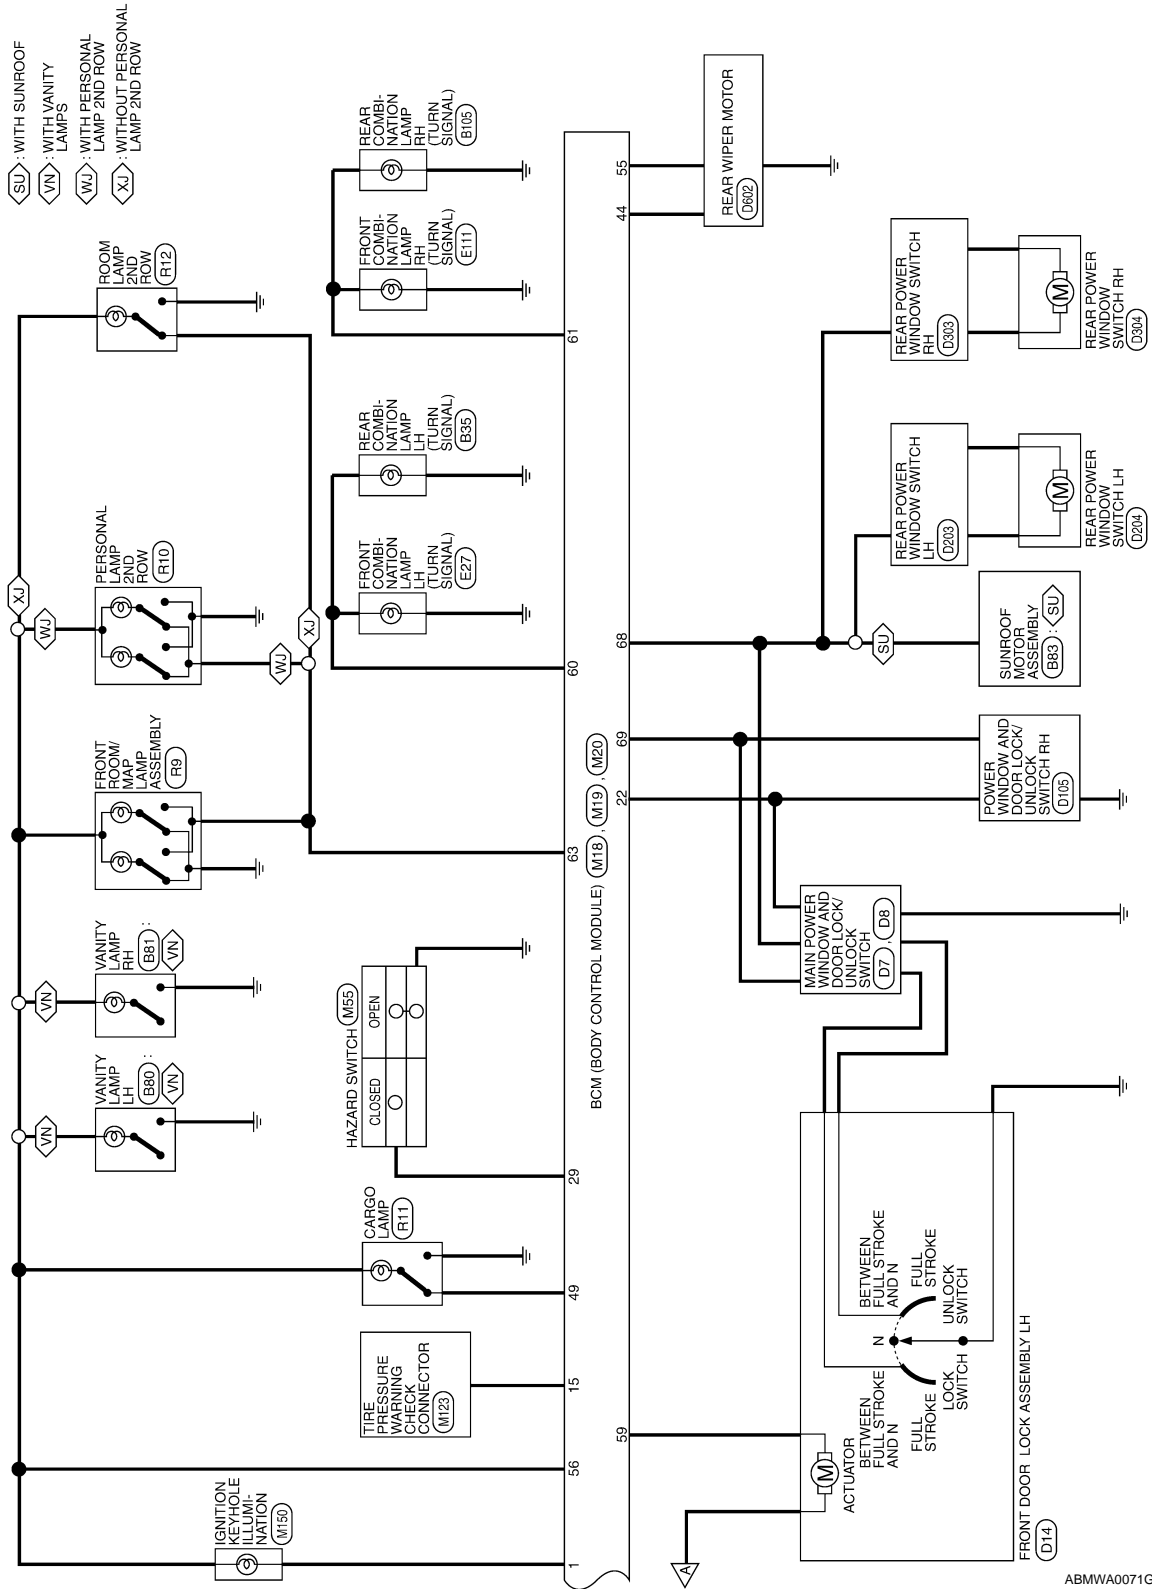 SU : WITH SUNROOF
VN : WITH VANITY
LAMPS
WJ : WITH PERSONAL
LAMP 2ND ROW
XJ : WITHOUT PERSONAL
LAMP 2ND ROW
IGNITION
KEYHOLE
ILLUMI-
NATION
M150
VN
VANITY
LAMP
LH
B80 :
VN
VN
VANITY
LAMP
RH
B81 :
VN
FRONT
ROOM/
MAP
LAMP
ASSEMBLY
R9
WJ
XJ
PERSONAL
LAMP
2ND
ROW
R10
WJ
XJ
ROOM
LAMP
2ND
ROW
R12
TIRE
PRESSURE
WARNING
CHECK
CONNECTOR
M123
CARGO
LAMP
R11
HAZARD SWITCH M55
CLOSED
OPEN
FRONT
COMBI-
NATION
LAMP
LH
(TURN
SIGNAL)
E27
REAR
COMBI-
NATION
LAMP
LH
(TURN
SIGNAL)
B35
FRONT
COMBI-
NATION
LAMP
RH
(TURN
SIGNAL)
E111
REAR
COMBI-
NATION
LAMP
RH
(TURN
SIGNAL)
B105
1
56
15
49
29
63
60
61
BCM (BODY CONTROL MODULE) M18 , M19 , M20
59
22
69
68
44
55
A
M
ACTUATOR
BETWEEN
FULL STROKE
AND N
FULL
STROKE
LOCK
SWITCH
N
BETWEEN
FULL STROKE
AND N
FULL
STROKE
UNLOCK
SWITCH
FRONT DOOR LOCK ASSEMBLY LH
D14
MAIN POWER
WINDOW AND
DOOR LOCK/
UNLOCK
SWITCH
D7 , D8
POWER
WINDOW AND
DOOR LOCK/
UNLOCK
SWITCH RH
D105
SU
SUNROOF
MOTOR
ASSEMBLY
B83 : SU
REAR POWER
WINDOW SWITCH
LH
D203
M
REAR POWER
WINDOW
SWITCH LH
D204
REAR POWER
WINDOW SWITCH
RH
D303
M
REAR POWER
WINDOW
SWITCH RH
D304
REAR WIPER MOTOR
D602
ABMWA0071G